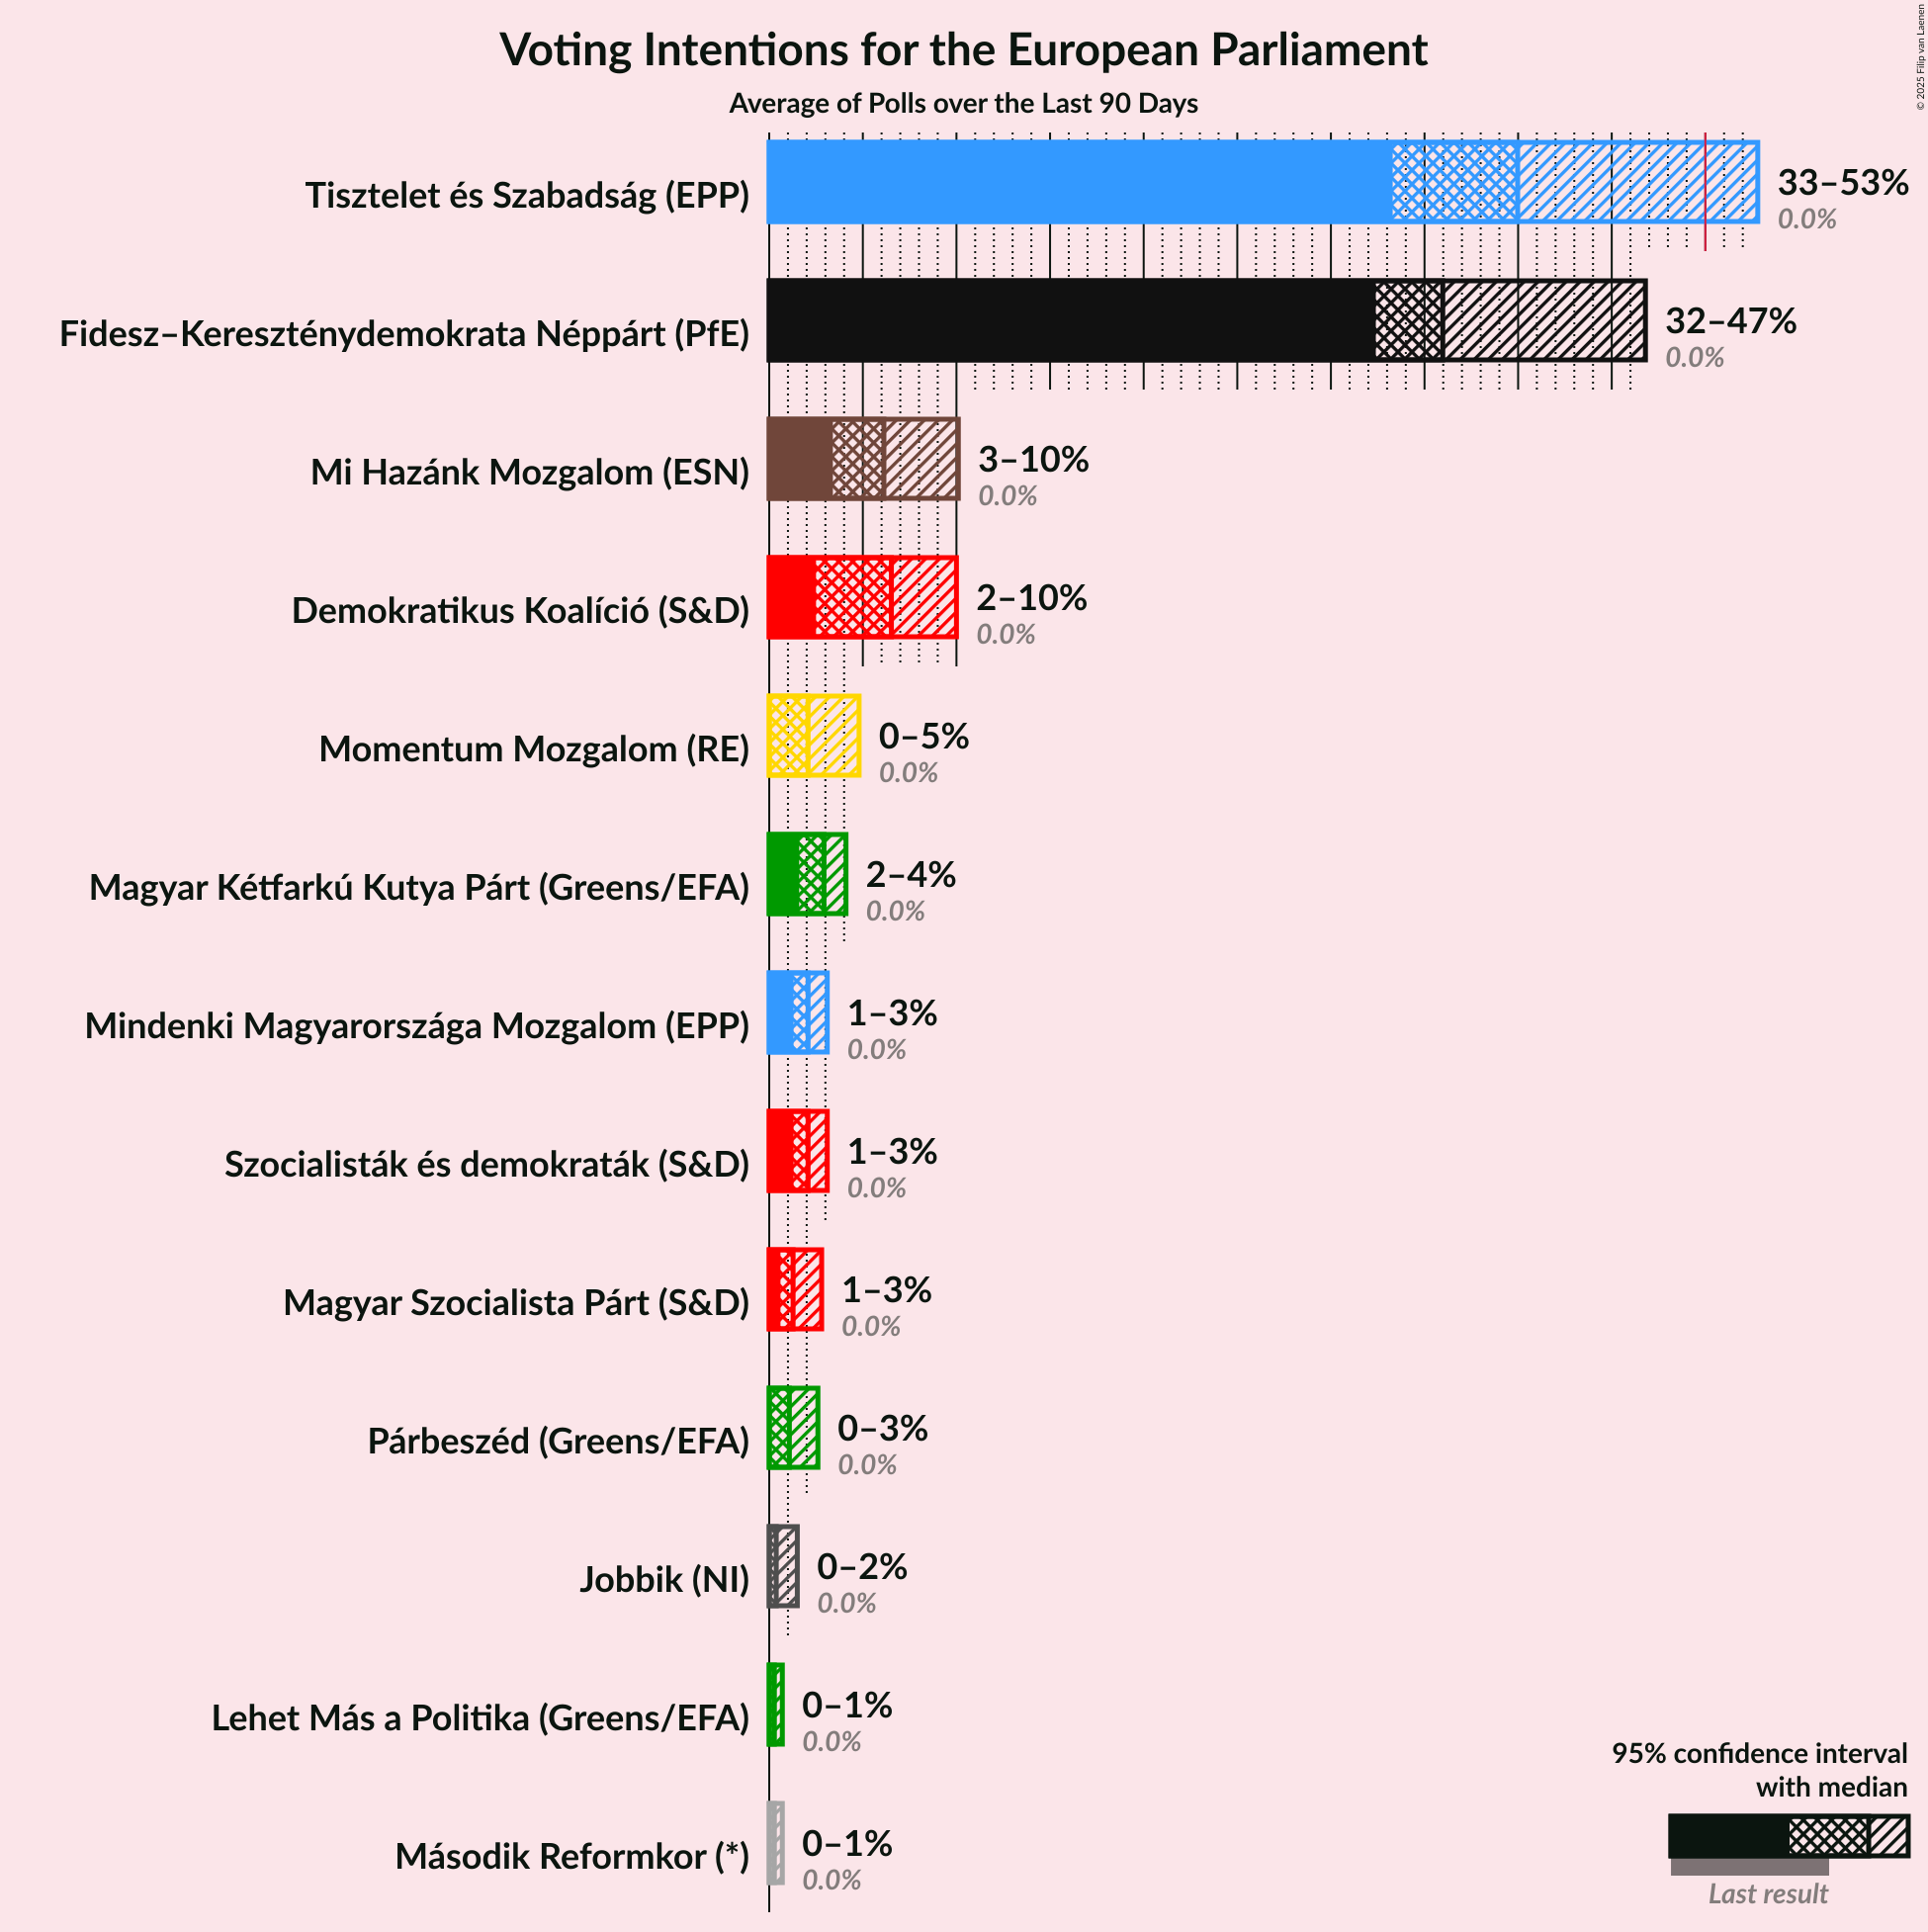 Voting Intentions for the European Parliament
Average of Polls over the Last 90 Days
© 2025 Filip van Laenen
Tisztelet és Szabadság (EPP)
33–53%
0.0%
Fidesz–Kereszténydemokrata Néppárt (PfE)
32–47%
0.0%
Mi Hazánk Mozgalom (ESN)
3–10%
0.0%
Demokratikus Koalíció (S&D)
2–10%
0.0%
Momentum Mozgalom (RE)
0–5%
0.0%
Magyar Kétfarkú Kutya Párt (Greens/EFA)
2–4%
0.0%
Mindenki Magyarországa Mozgalom (EPP)
1–3%
0.0%
Szocialisták és demokraták (S&D)
1–3%
0.0%
Magyar Szocialista Párt (S&D)
1–3%
0.0%
Párbeszéd (Greens/EFA)
0–3%
0.0%
Jobbik (NI)
0–2%
0.0%
Lehet Más a Politika (Greens/EFA)
0–1%
0.0%
Második Reformkor (*)
0–1%
0.0%
95% confidence interval
with median
Last result